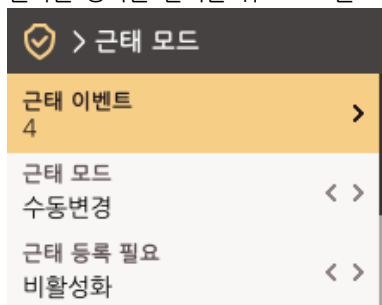 > 근태 모드
근태 이벤트
4
근태 모드
수동변경
근태 등록 필요
비활성화